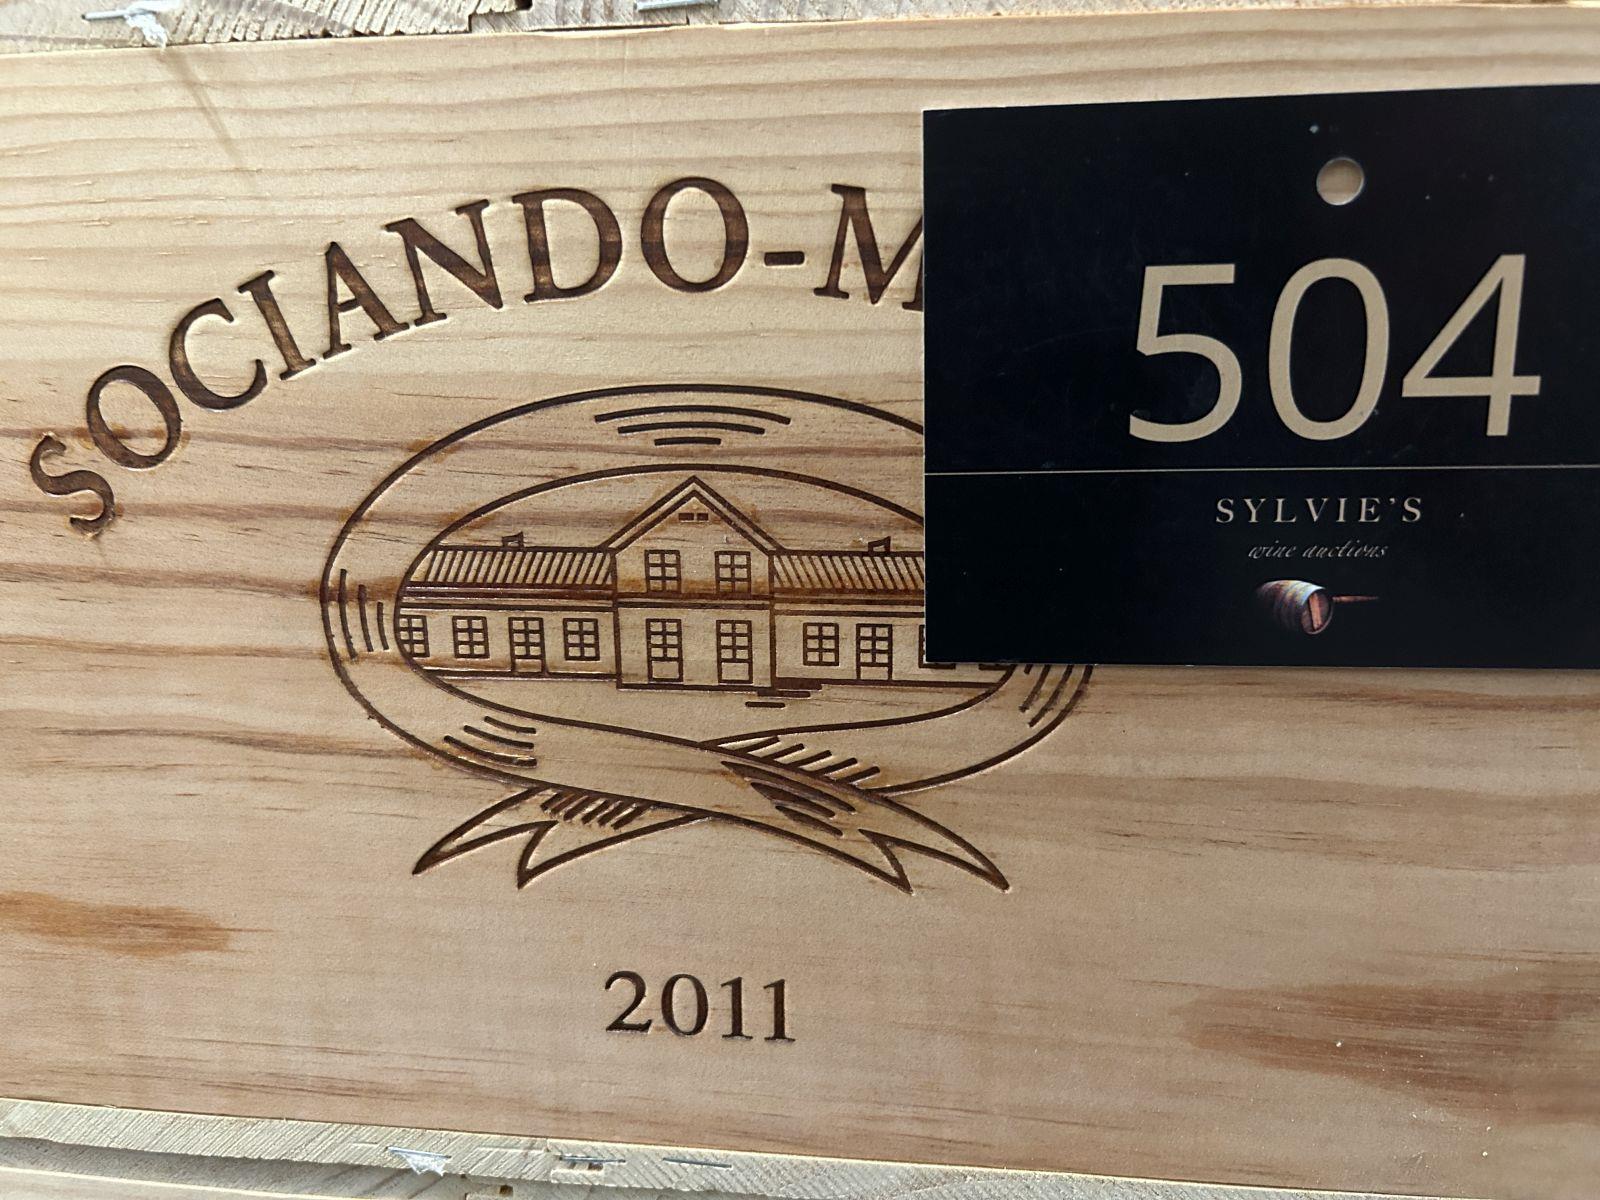 SOCIANDO-M
504
SYLVIE'S
wine auctions
2011